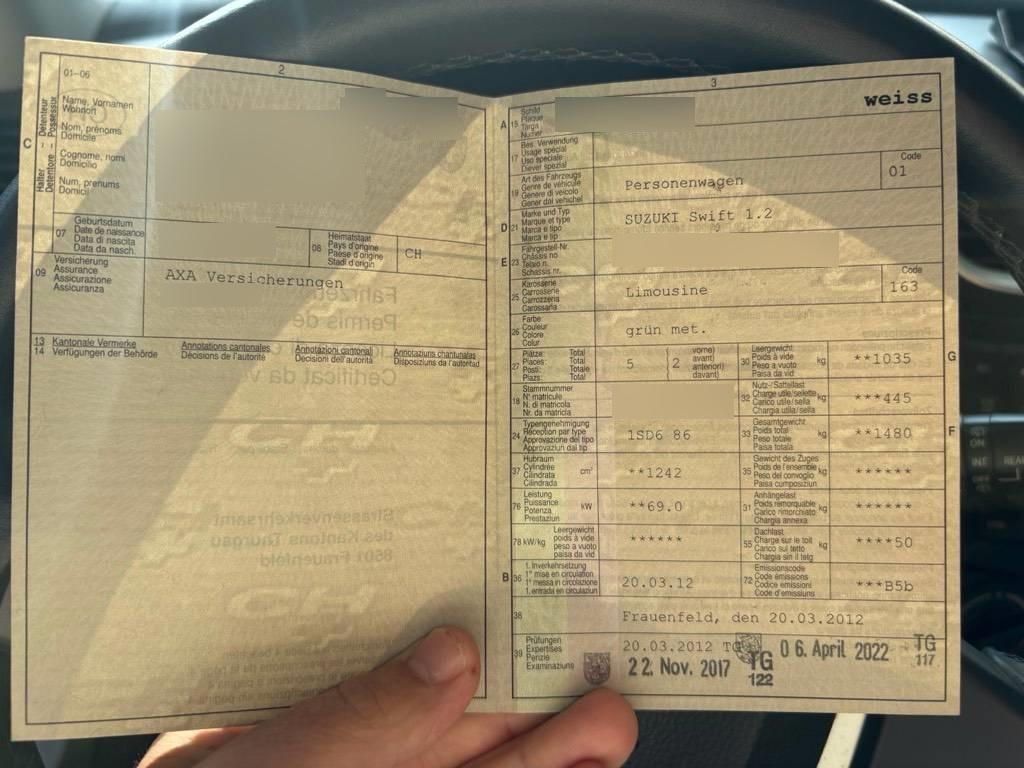 2
01-06
Detenteur Possessur
C
Halter Detentore
Name, Vornamen
Wohnort
Nom, prénoms
Domicile
Cognome, nomi
Domicilio
Num, prenums
Domicil
07
Geburtsdatum
Date de naissance
Data di nascita
Data da nasch.
08
Heimatstaat
Pays d'origine
Paese d'origine
Stadi d'origin
CH
09
Versicherung
Assurance
Assicurazione
Assicuranza
AXA Versicherungen
13 Kantonale Vermerke
14 Verfügungen der Behörde
Annotations cantonales
Décisions de l'autorité
Annotazioni cantonali
Decisioni dell'autorità
Annotaziuns chantunalas
Disposiziuns da l'autoritad
Fahrzeu
Permis de
Certificat da v
Strassenverkehrsamt
des Kantons Thurgau
8501 Frauenfeld
3
A 15
Schild
Plaque
Targa
Numer
weiss
17
Bes. Verwendung
Usage spécial
Uso speciale
Diever spezial
19
Art des Fahrzeugs
Genre de véhicule
Genere di veicolo
Gener dal vehichel
Personenwagen
Code
01
D 21
Marke und Typ
Marque et type
Marca e tipo
Marca e tip
SUZUKI Swift 1.2
E 23
Fahrgestell-Nr.
Châssis no
Telaio n.
Schassis nr.
25
Karosserie
Carrosserie
Carrozzeria
Carossaria
Limousine
Code
163
26
Farbe
Couleur
Colore
Colur
grün met.
27
Plätze: Total
Places: Total
Posti: Totale
Plazs: Total
5
2
vorne)
avant)
anteriori)
davant)
30
Leergewicht
Poids à vide
Peso a vuoto
Paisa da vid
kg
**1035
G
18
Stammnummer
N° matricule
N. di matricola
Nr. da matricla
32
Nutz-/Sattellast
Charge utile/sellette
Carico utile/sella
Chargia utila/sella
kg
***445
24
Typengenehmigung
Réception par type
Approvazione del tipo
Approvaziun dal tip
1SD6 86
33
Gesamtgewicht
Poids total
Peso totale
Paisa totala
kg
**1480
F
37
Hubraum
Cylindrée
Cilindrata
Cilindrada
cm³
**1242
35
Gewicht des Zuges
Poids de l'ensemble
Peso del convoglio
Paisa cumposiziun
kg
******
76
Leistung
Puissance
Potenza
Prestaziun
kW
**69.0
31
Anhängelast
Poids remorquable
Carico rimorchiato
Chargia annexa
kg
******
78 kW/kg
Leergewicht
poids à vide
peso a vuoto
paisa da vid
******
55
Dachlast
Charge sur le toit
Carico sul tetto
Chargia sin il tetg
kg
****50
B 36
1. Inverkehrsetzung
1re mise en circulation
1a messa in circolazione
1. entrada en circulaziun
20.03.12
72
Emissionscode
Code émissions
Codice emissioni
Code d'emissiuns
***B5b
38
Frauenfeld, den 20.03.2012
39
Prüfungen
Expertises
Perizie
Examinaziuns
20.03.2012 TG
22. Nov. 2017
TG
122
06. April 2022
TG
117
ON
INT
OFF
REAR